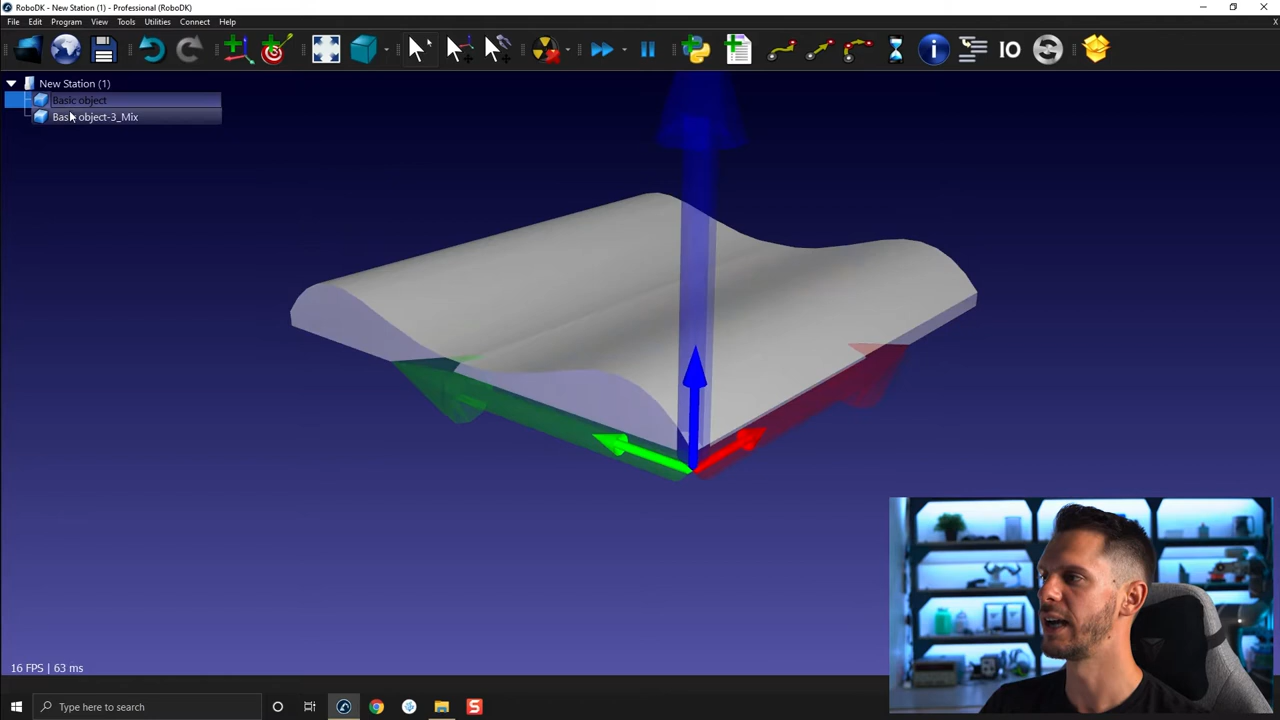 RoboDK - New Station (1) - Professional (RoboDK)
File Edit Program View Tools Utilities Connect Help
IO
New Station (1)
Basic object
Basic object-3_Mix
16 FPS | 63 ms
Type here to search